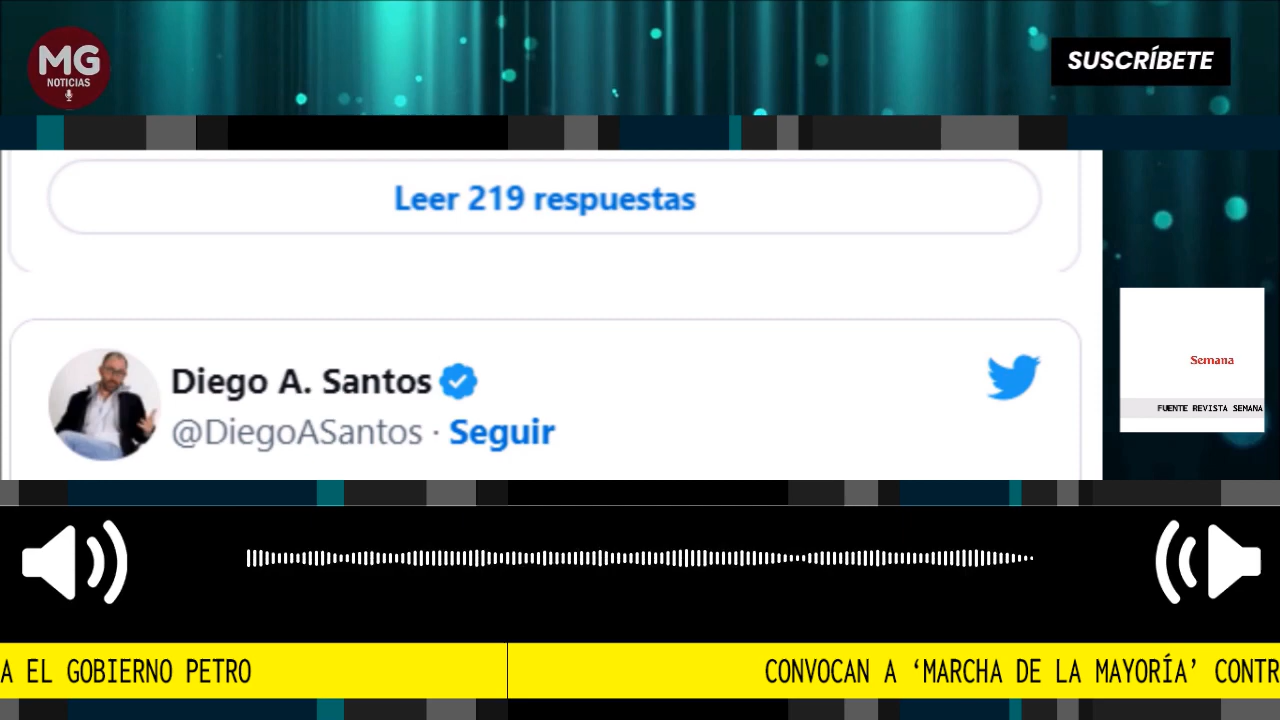 MG
NOTICIAS
SUSCRÍBETE
Leer 219 respuestas
Diego A. Santos
@DiegoASantos · Seguir
Semana
FUENTE REVISTA SEMANA
A EL GOBIERNO PETRO
CONVOCAN A ‘MARCHA DE LA MAYORÍA’ CONTR